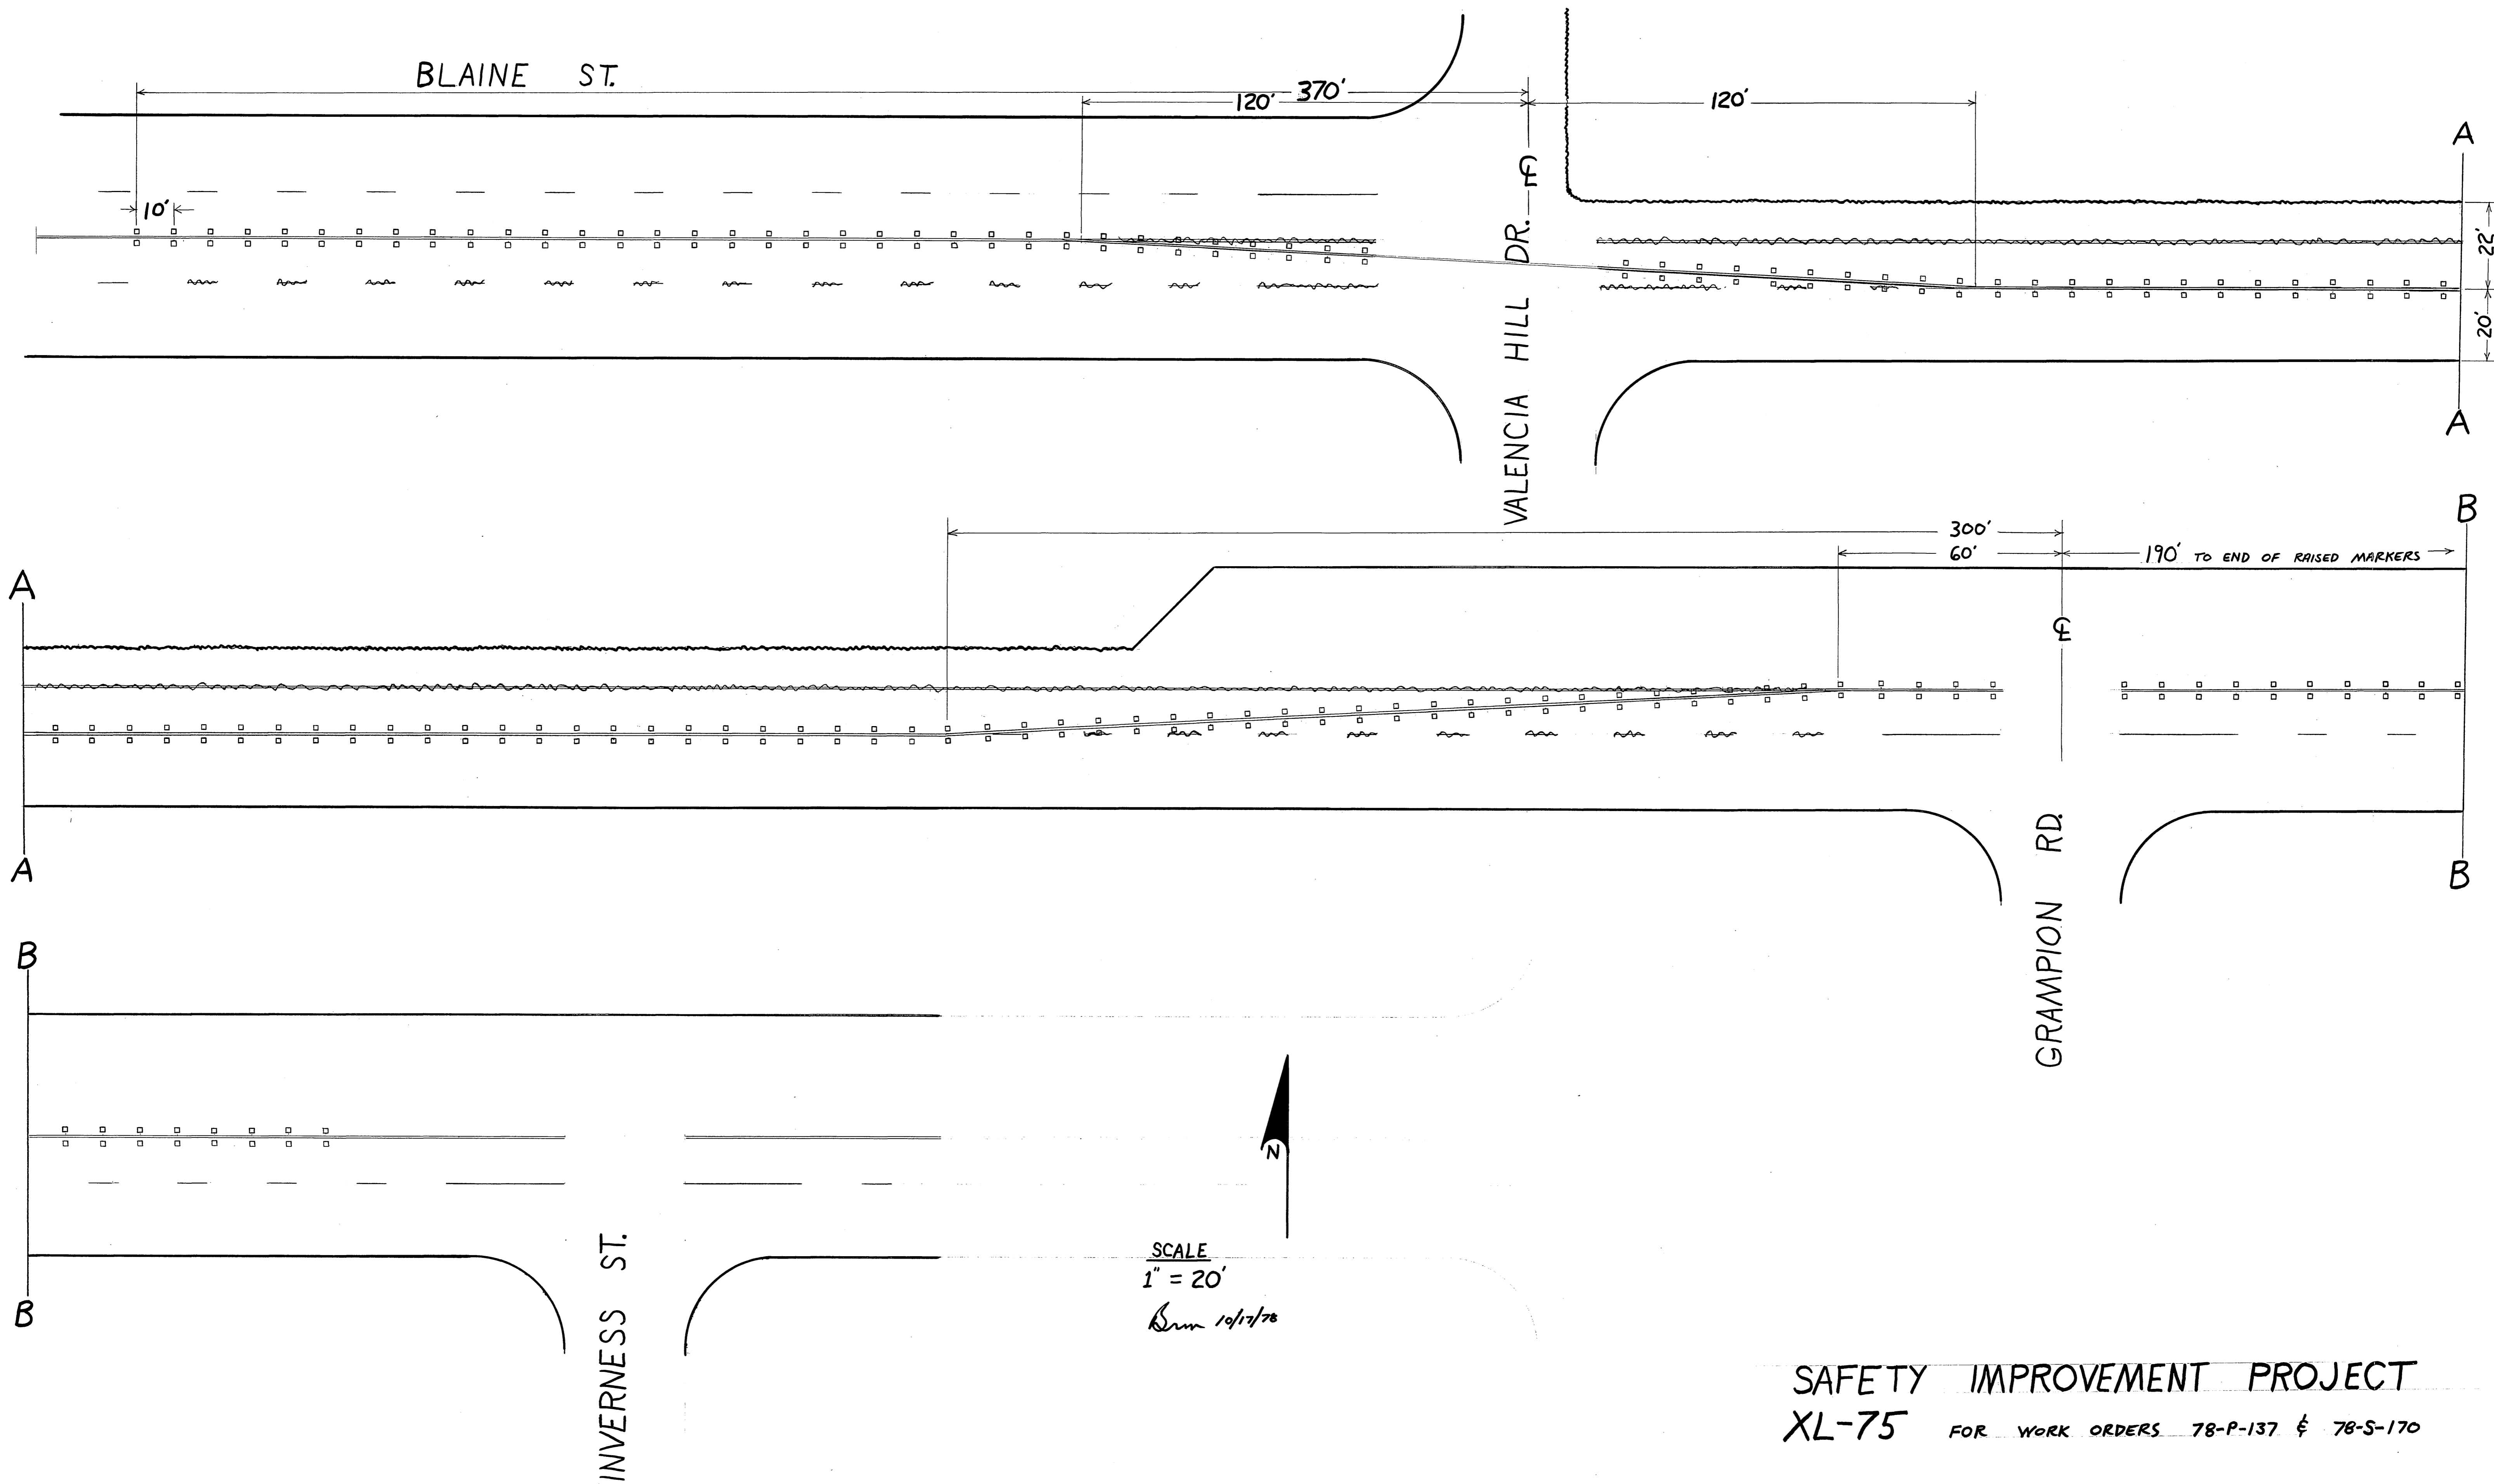 BLAINE ST.
370'
120'
120'
10'
℄
A
22'
20'
A
VALENCIA HILL DR.
B
300'
60'
190' TO END OF RAISED MARKERS
A
℄
A
B
GRAMPION RD.
B
N
B
INVERNESS ST.
SCALE
1" = 20'
10/17/78
SAFETY IMPROVEMENT PROJECT
XL-75 FOR WORK ORDERS 78-P-137 & 78-S-170